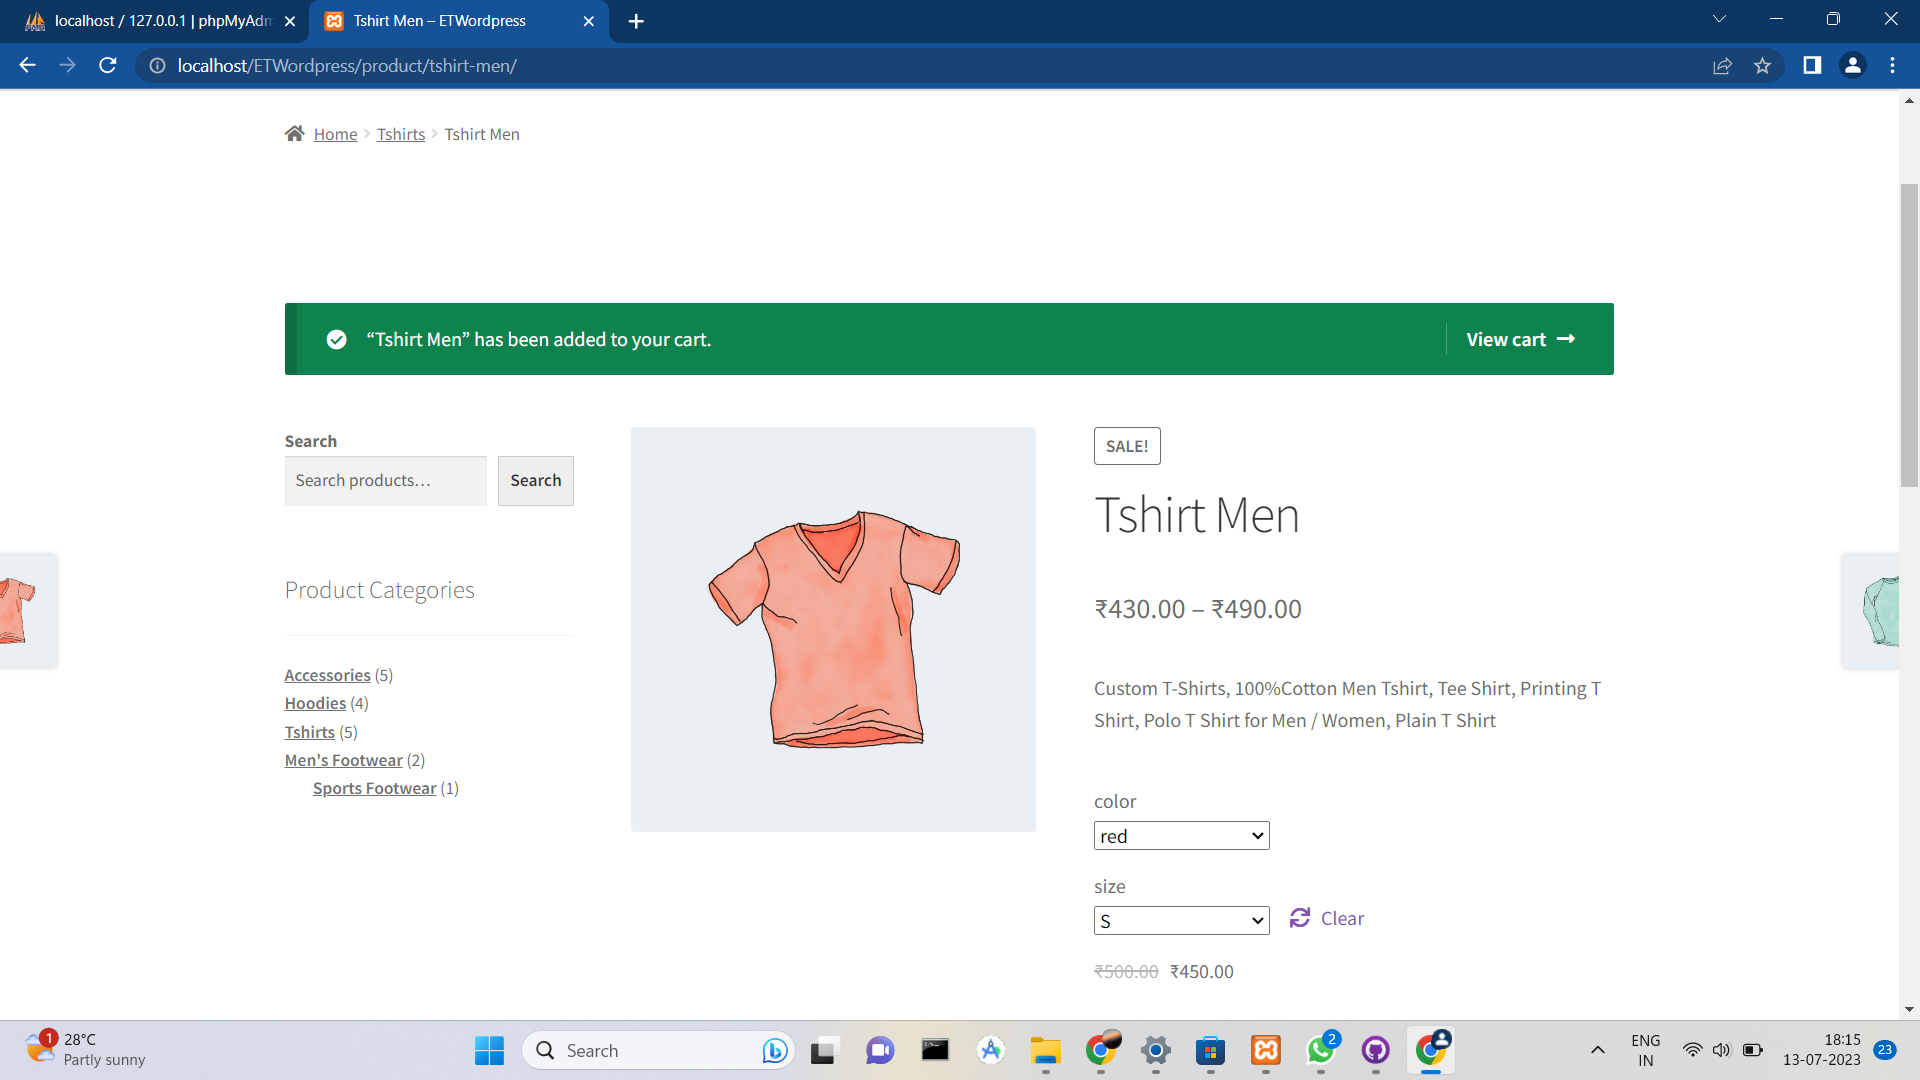 localhost / 127.0.0.1 | phpMyAdm
Tshirt Men – ETWordpress
localhost/ETWordpress/product/tshirt-men/
Home
Tshirts
Tshirt Men
“Tshirt Men” has been added to your cart.
View cart →
Search
Search products…
Search
Product Categories
Accessories (5)
Hoodies (4)
Tshirts (5)
Men's Footwear (2)
Sports Footwear (1)
SALE!
Tshirt Men
₹430.00 – ₹490.00
Custom T-Shirts, 100%Cotton Men Tshirt, Tee Shirt, Printing T
Shirt, Polo T Shirt for Men / Women, Plain T Shirt
color
red
size
S
Clear
₹500.00 ₹450.00
1
28°C
Partly sunny
Search
2
ENG
IN
18:15
13-07-2023
23